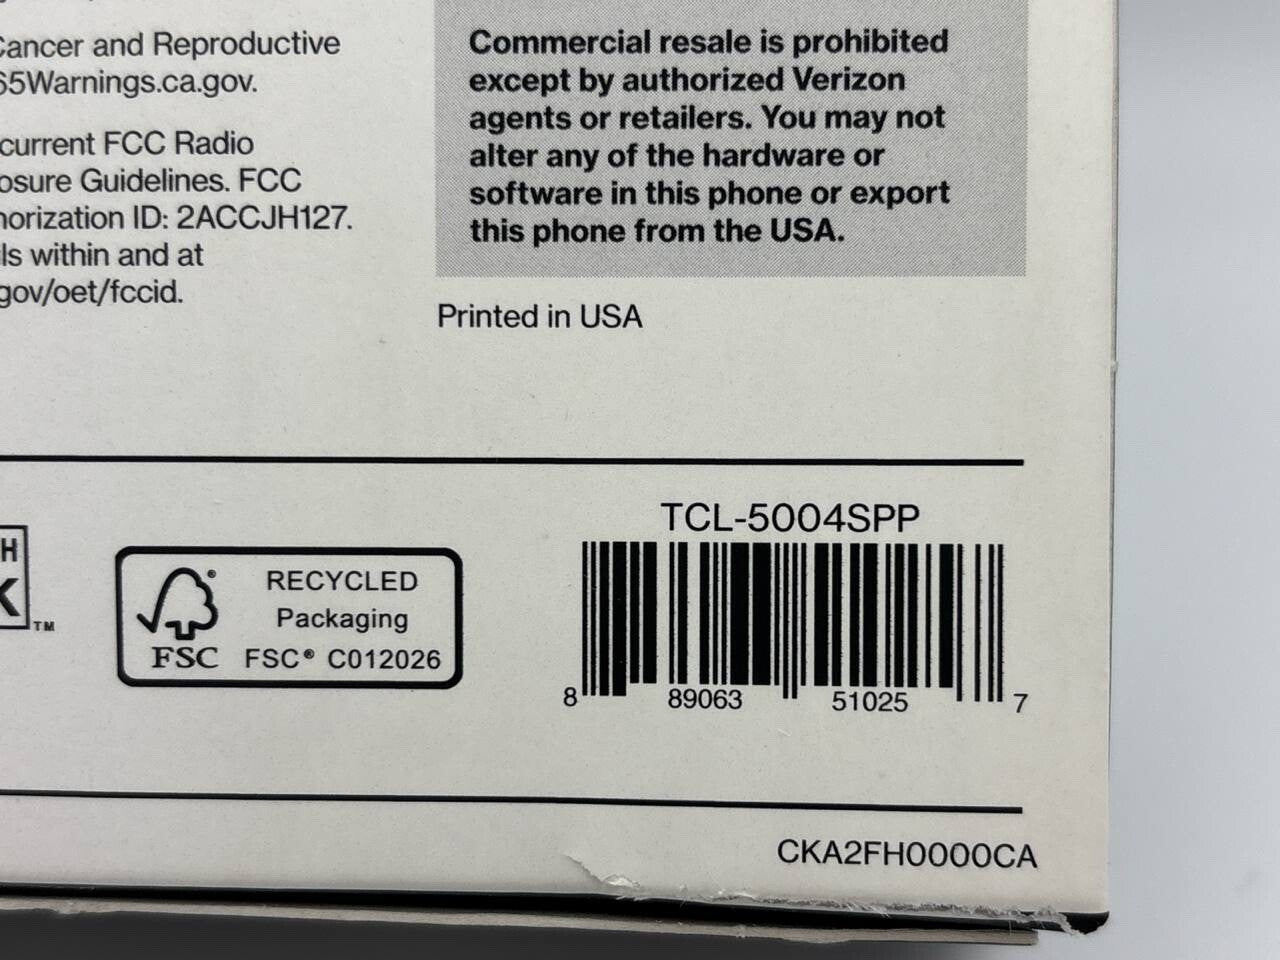 Cancer and Reproductive
65Warnings.ca.gov.
current FCC Radio
osure Guidelines. FCC
horization ID: 2ACCJH127.
ls within and at
gov/oet/fccid.
Commercial resale is prohibited
except by authorized Verizon
agents or retailers. You may not
alter any of the hardware or
software in this phone or export
this phone from the USA.
Printed in USA
H
K
TM
RECYCLED
Packaging
FSC® C012026
FSC
TCL-5004SPP
8 89063 51025 7
CKA2FH0000CA